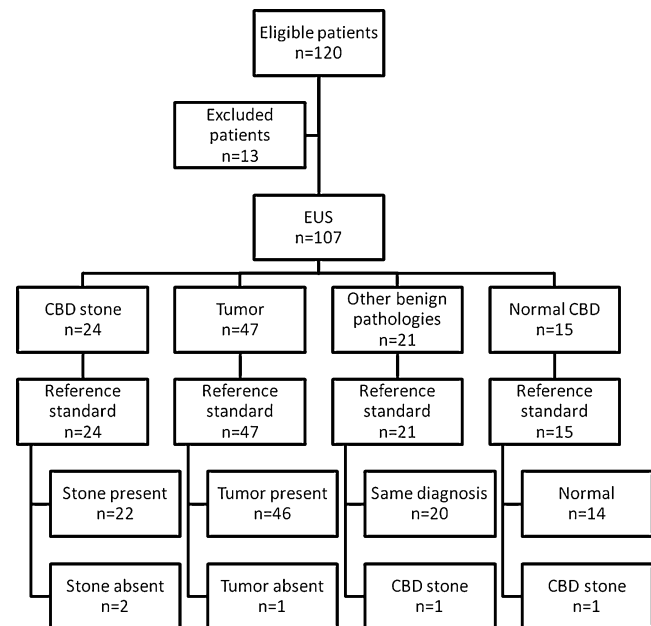 Eligible patients
n=120
Excluded
patients
n=13
EUS
n=107
CBD stone
n=24
Tumor
n=47
Other benign
pathologies
n=21
Normal CBD
n=15
Reference
standard
n=24
Reference
standard
n=47
Reference
standard
n=21
Reference
standard
n=15
Stone present
n=22
Tumor present
n=46
Same diagnosis
n=20
Normal
n=14
Stone absent
n=2
Tumor absent
n=1
CBD stone
n=1
CBD stone
n=1